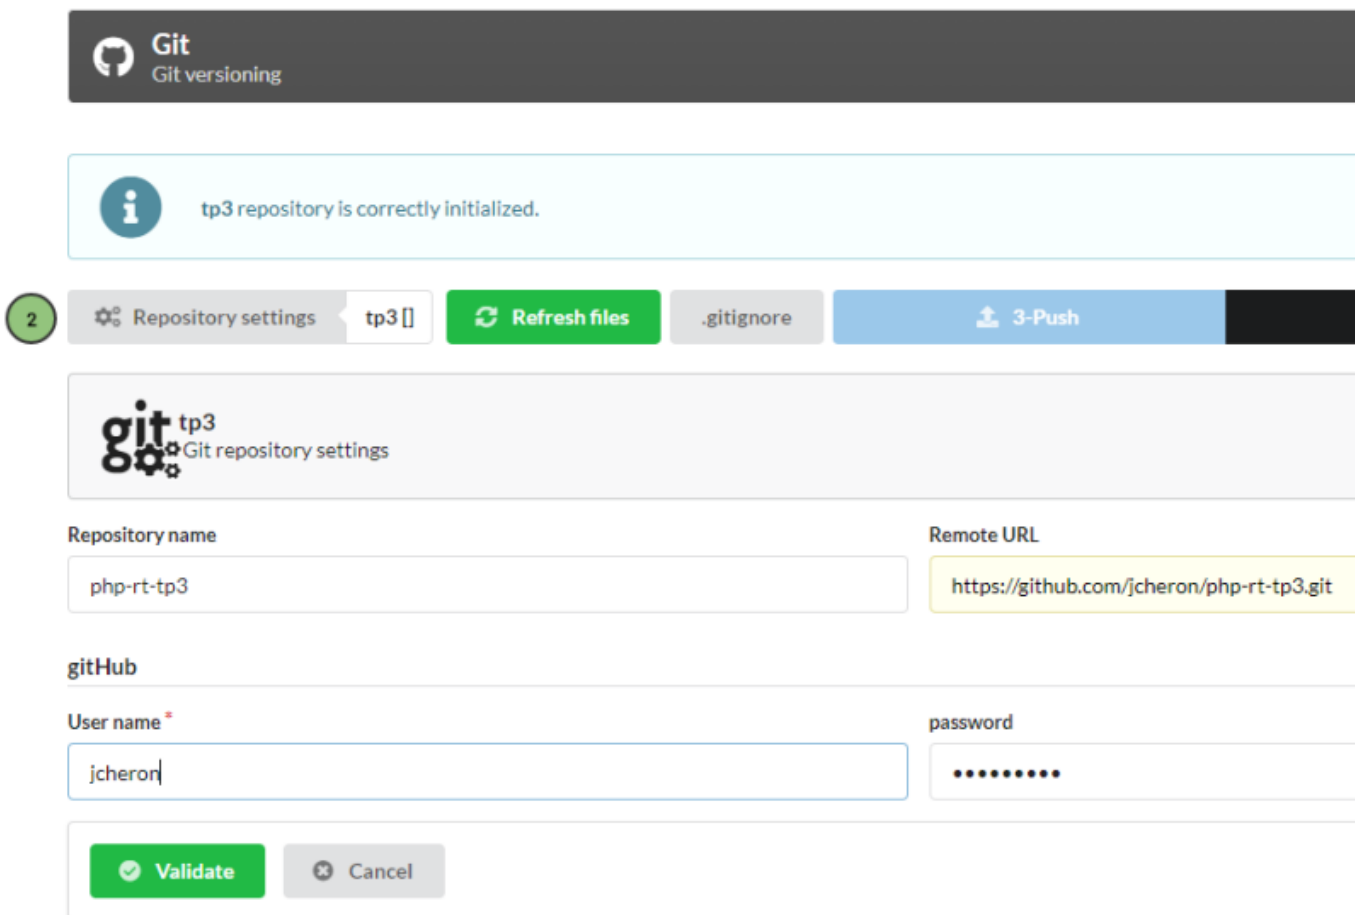 Git
Git versioning
tp3 repository is correctly initialized.
2
Repository settings
tp3 []
Refresh files
.gitignore
3-Push
git
tp3
Git repository settings
Repository name
Remote URL
php-rt-tp3
https://github.com/jcheron/php-rt-tp3.git
gitHub
User name *
password
jcheron
•••••••••
Validate
Cancel